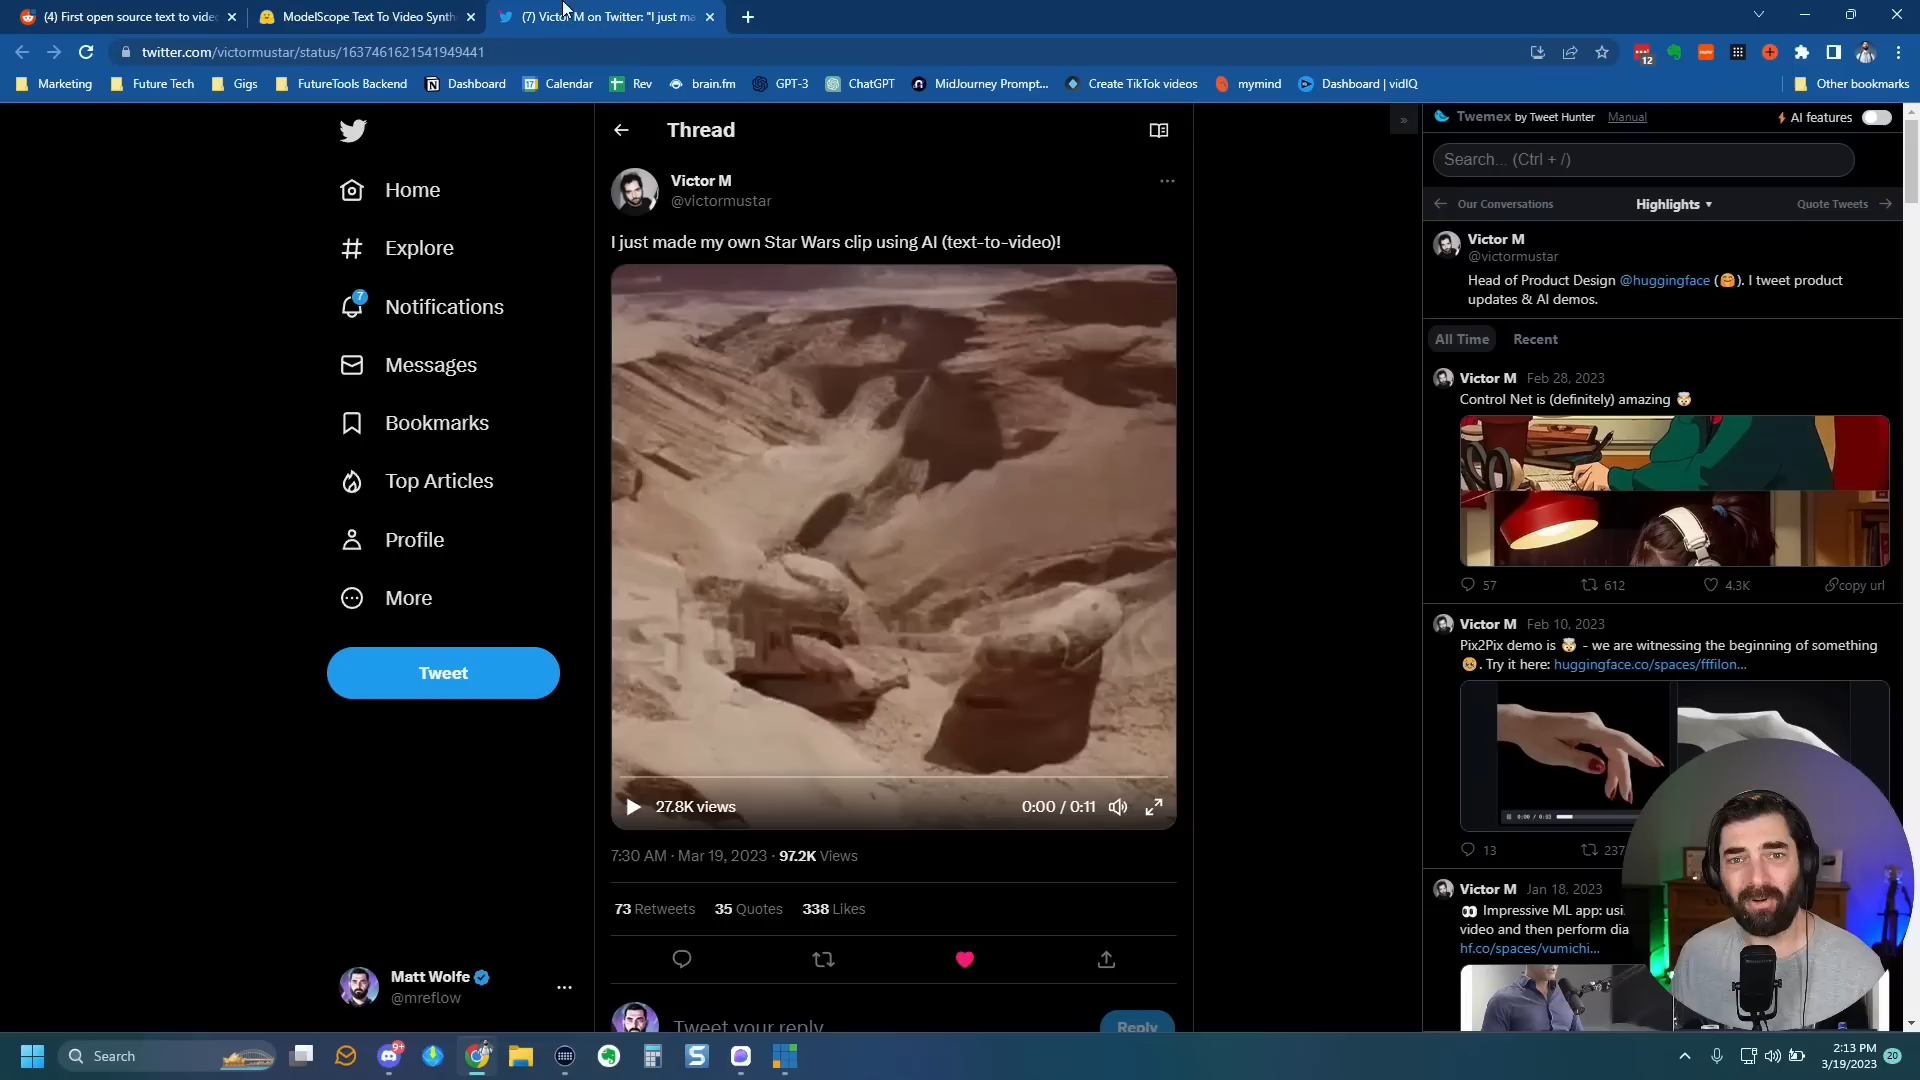 (4) First open source text to vide
ModelScope Text To Video Synth
(7) Victor M on Twitter: "I just ma
twitter.com/victormustar/status/1637461621541949441
12
Marketing
Future Tech
Gigs
FutureTools Backend
Dashboard
Calendar
Rev
brain.fm
GPT-3
ChatGPT
MidJourney Prompt...
Create TikTok videos
mymind
Dashboard | vidIQ
Other bookmarks
Home
Explore
7
Notifications
Messages
Bookmarks
Top Articles
Profile
More
Tweet
Matt Wolfe
@mreflow
Thread
Victor M
@victormustar
I just made my own Star Wars clip using AI (text-to-video)!
27.8K views
0:00 / 0:11
7:30 AM · Mar 19, 2023 · 97.2K Views
73 Retweets 35 Quotes 338 Likes
Tweet your reply
Reply
Twemex by Tweet Hunter Manual
AI features
Search... (Ctrl + /)
Our Conversations
Highlights
Quote Tweets
Victor M
@victormustar
Head of Product Design @huggingface (🤗). I tweet product
updates & AI demos.
All Time
Recent
Victor M Feb 28, 2023
Control Net is (definitely) amazing 🤯
57
612
4.3K
copy url
Victor M Feb 10, 2023
Pix2Pix demo is 🤯 - we are witnessing the beginning of something
🥹. Try it here: huggingface.co/spaces/fffilon...
0:00 / 0:03
13
237
Victor M Jan 18, 2023
👀 Impressive ML app: usi
video and then perform dia
hf.co/spaces/vumichi...
Search
9+
2:13 PM
3/19/2023
20